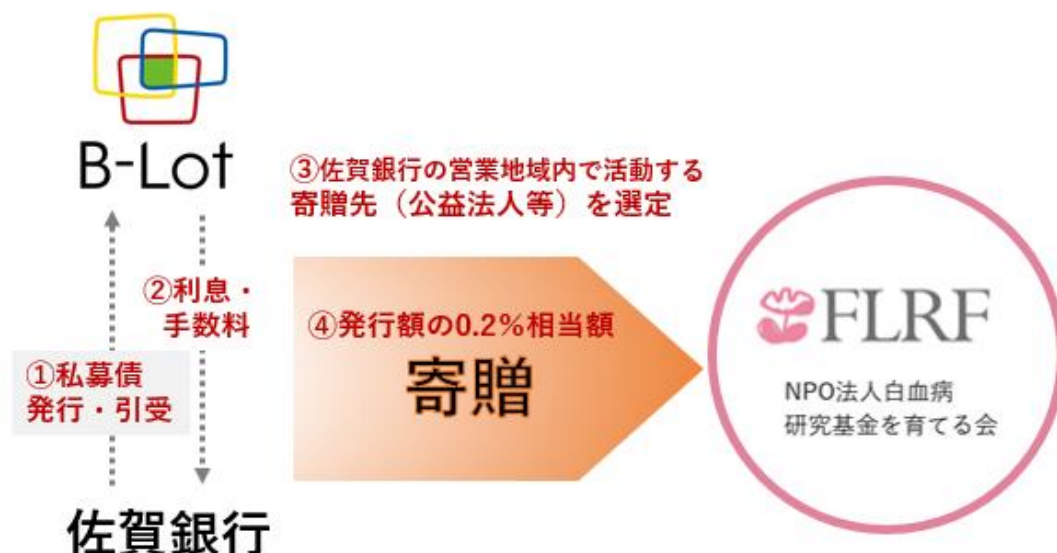 B-Lot
③佐賀銀行の営業地域内で活動する
寄贈先（公益法人等）を選定
②利息・
手数料
④発行額の0.2%相当額
寄贈
①私募債
発行・引受
佐賀銀行
FLRF
NPO法人白血病
研究基金を育てる会